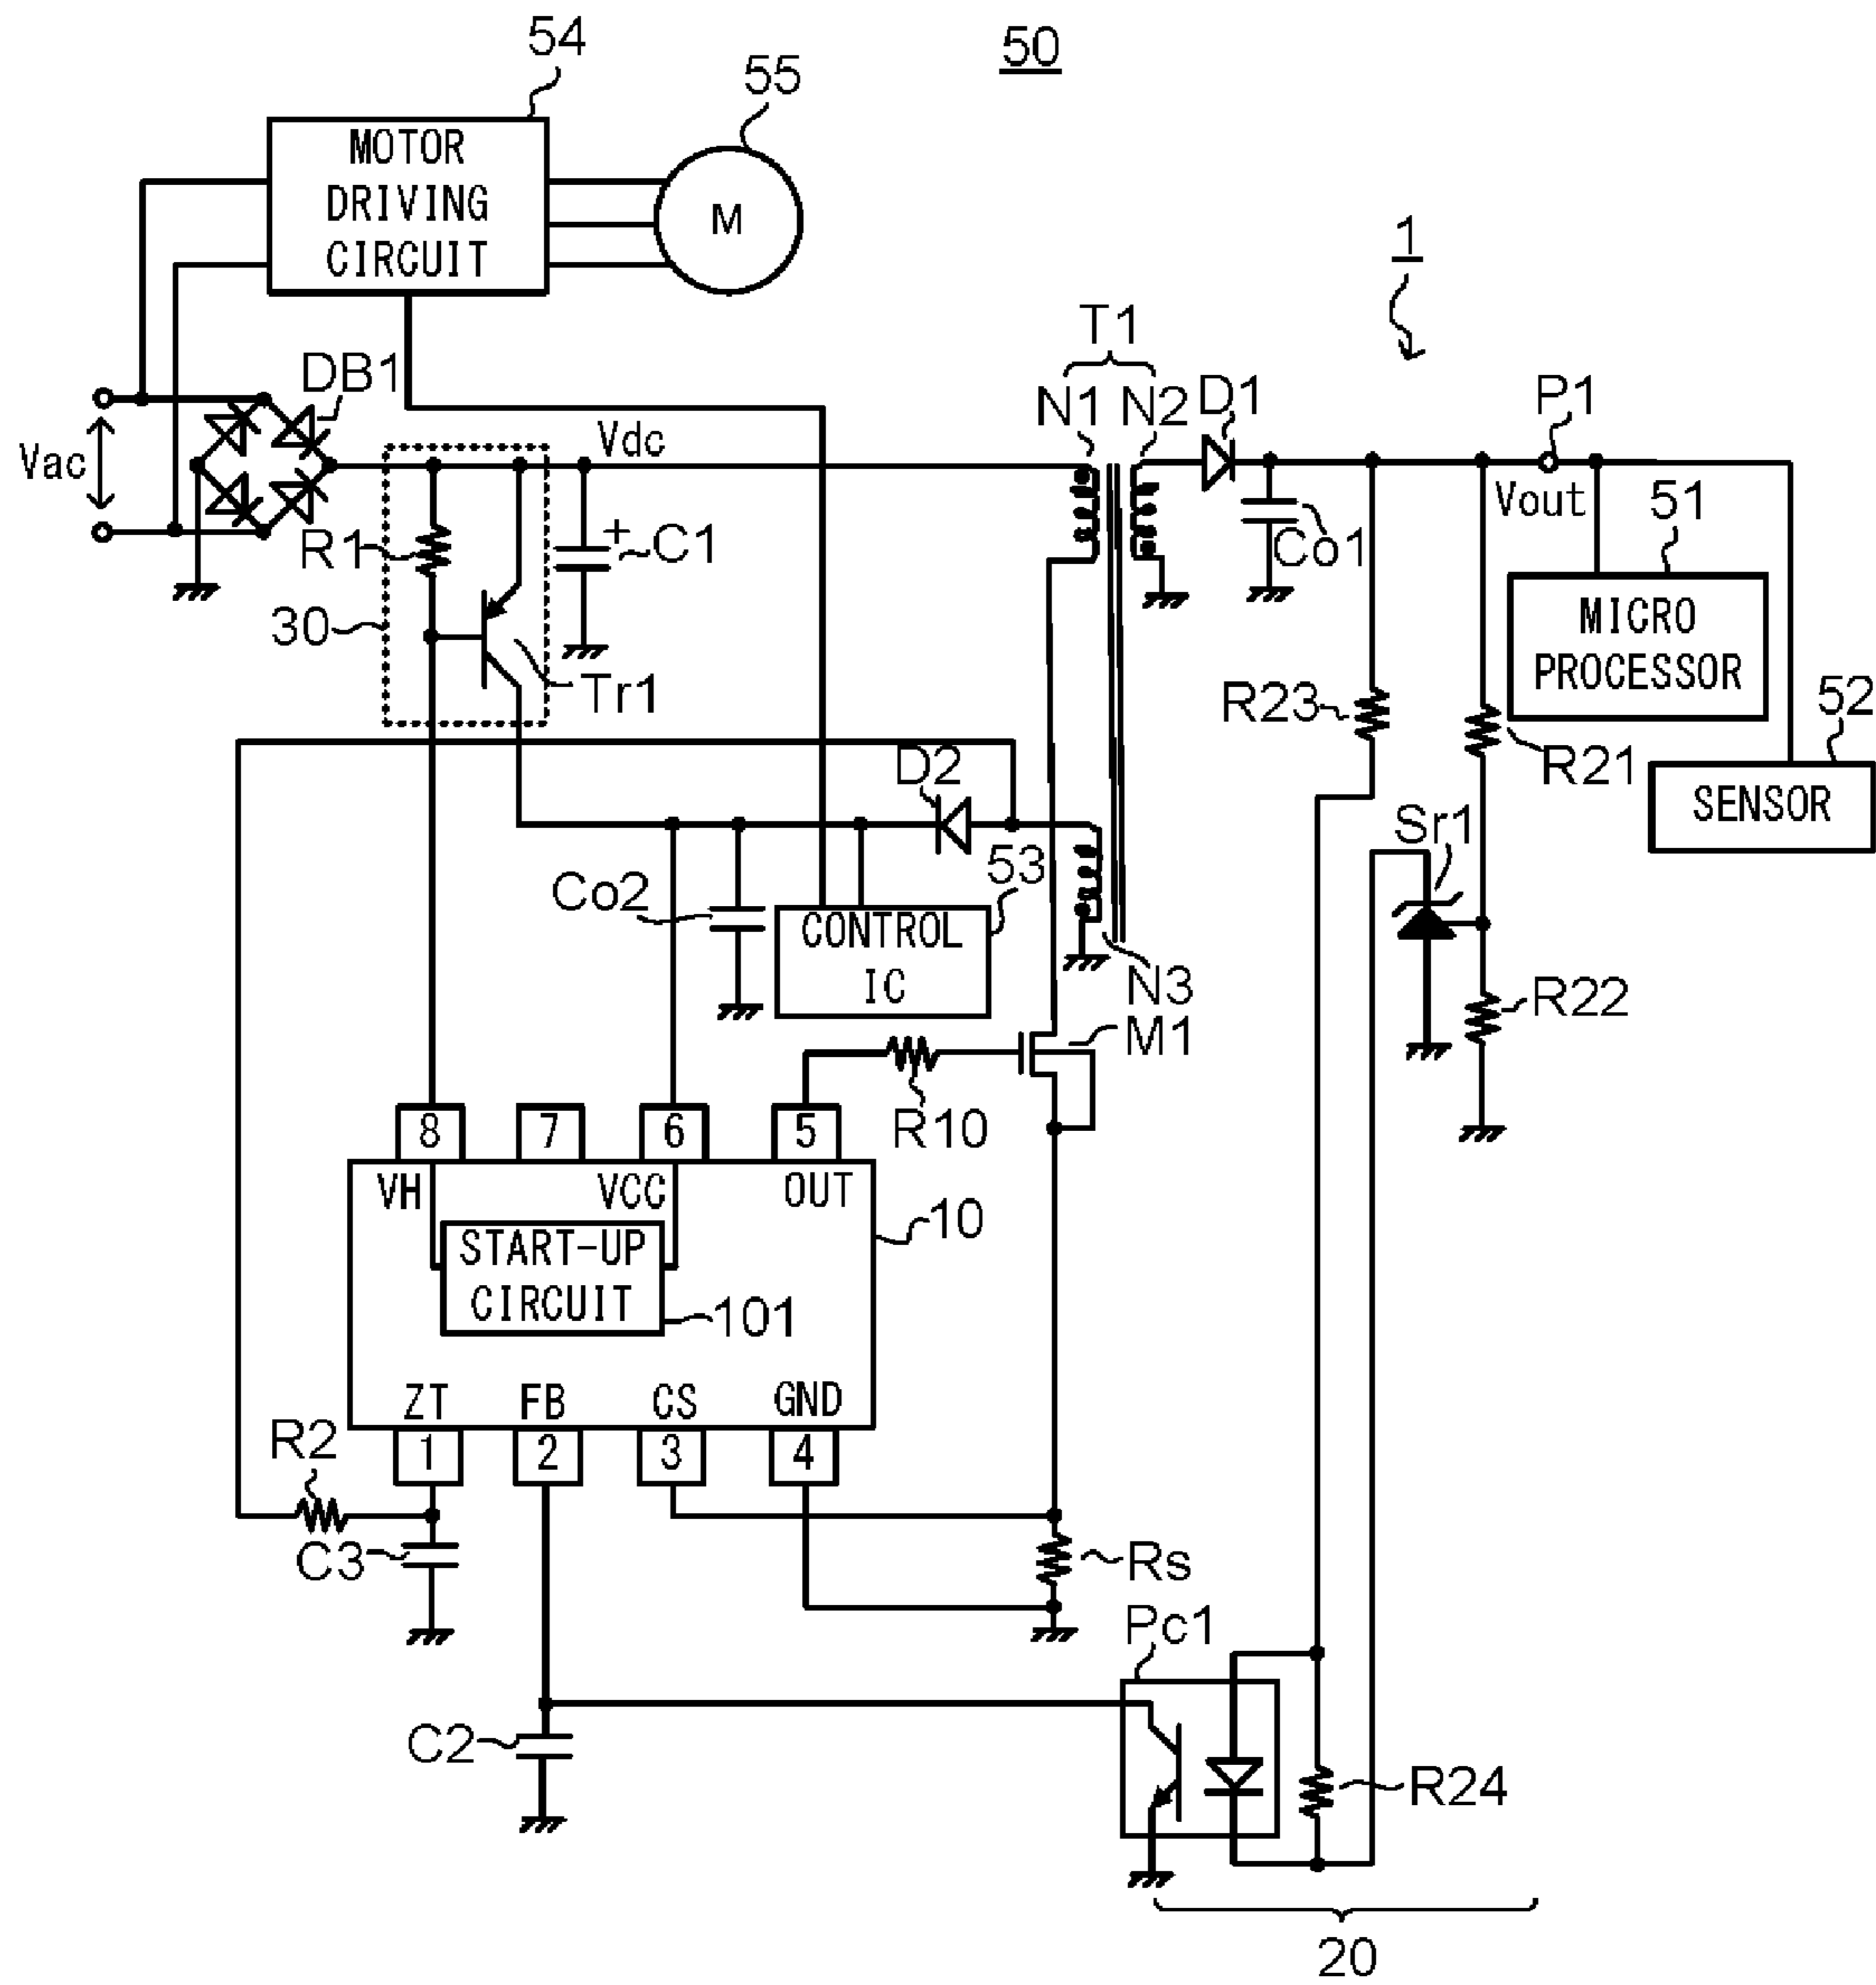 50
54
55
MOTOR
DRIVING
CIRCUIT
M
1
T1
DB1
N1
N2
D1
P1
Vac
Vdc
Vout
51
R1
+
C1
Co1
MICRO
PROCESSOR
30
Tr1
R23
52
R21
SENSOR
D2
Sr1
Co2
53
CONTROL
IC
N3
R22
M1
R10
8
7
6
5
VH
VCC
OUT
10
START-UP
CIRCUIT
101
ZT
FB
CS
GND
R2
1
2
3
4
C3
Rs
Pc1
C2
R24
20